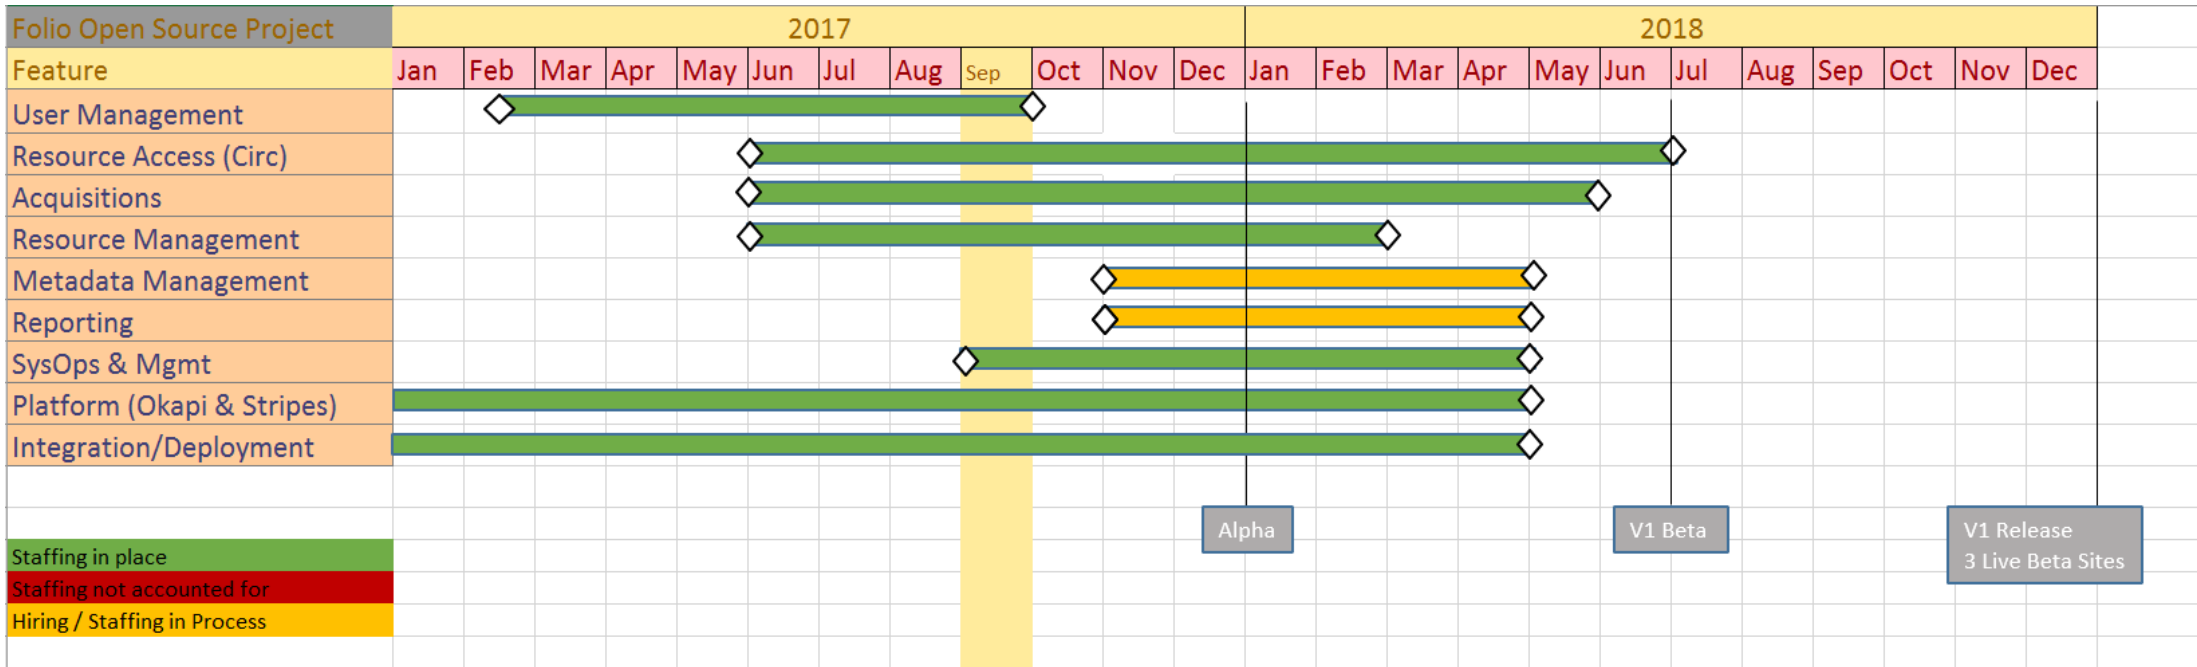 Folio Open Source Project 2017 2018
Feature Jan Feb Mar Apr May Jun Jul Aug Sep Oct Nov Dec Jan Feb Mar Apr May Jun Jul Aug Sep Oct Nov Dec
User Management
Resource Access (Circ)
Acquisitions
Resource Management
Metadata Management
Reporting
SysOps & Mgmt
Platform (Okapi & Stripes)
Integration/Deployment
Alpha
V1 Beta
V1 Release
3 Live Beta Sites
Staffing in place
Staffing not accounted for
Hiring / Staffing in Process